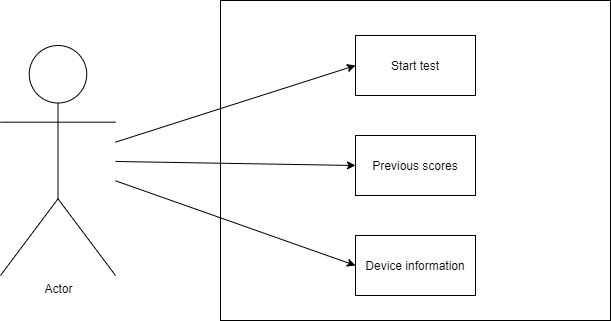 Start test
Previous scores
Device information
Actor